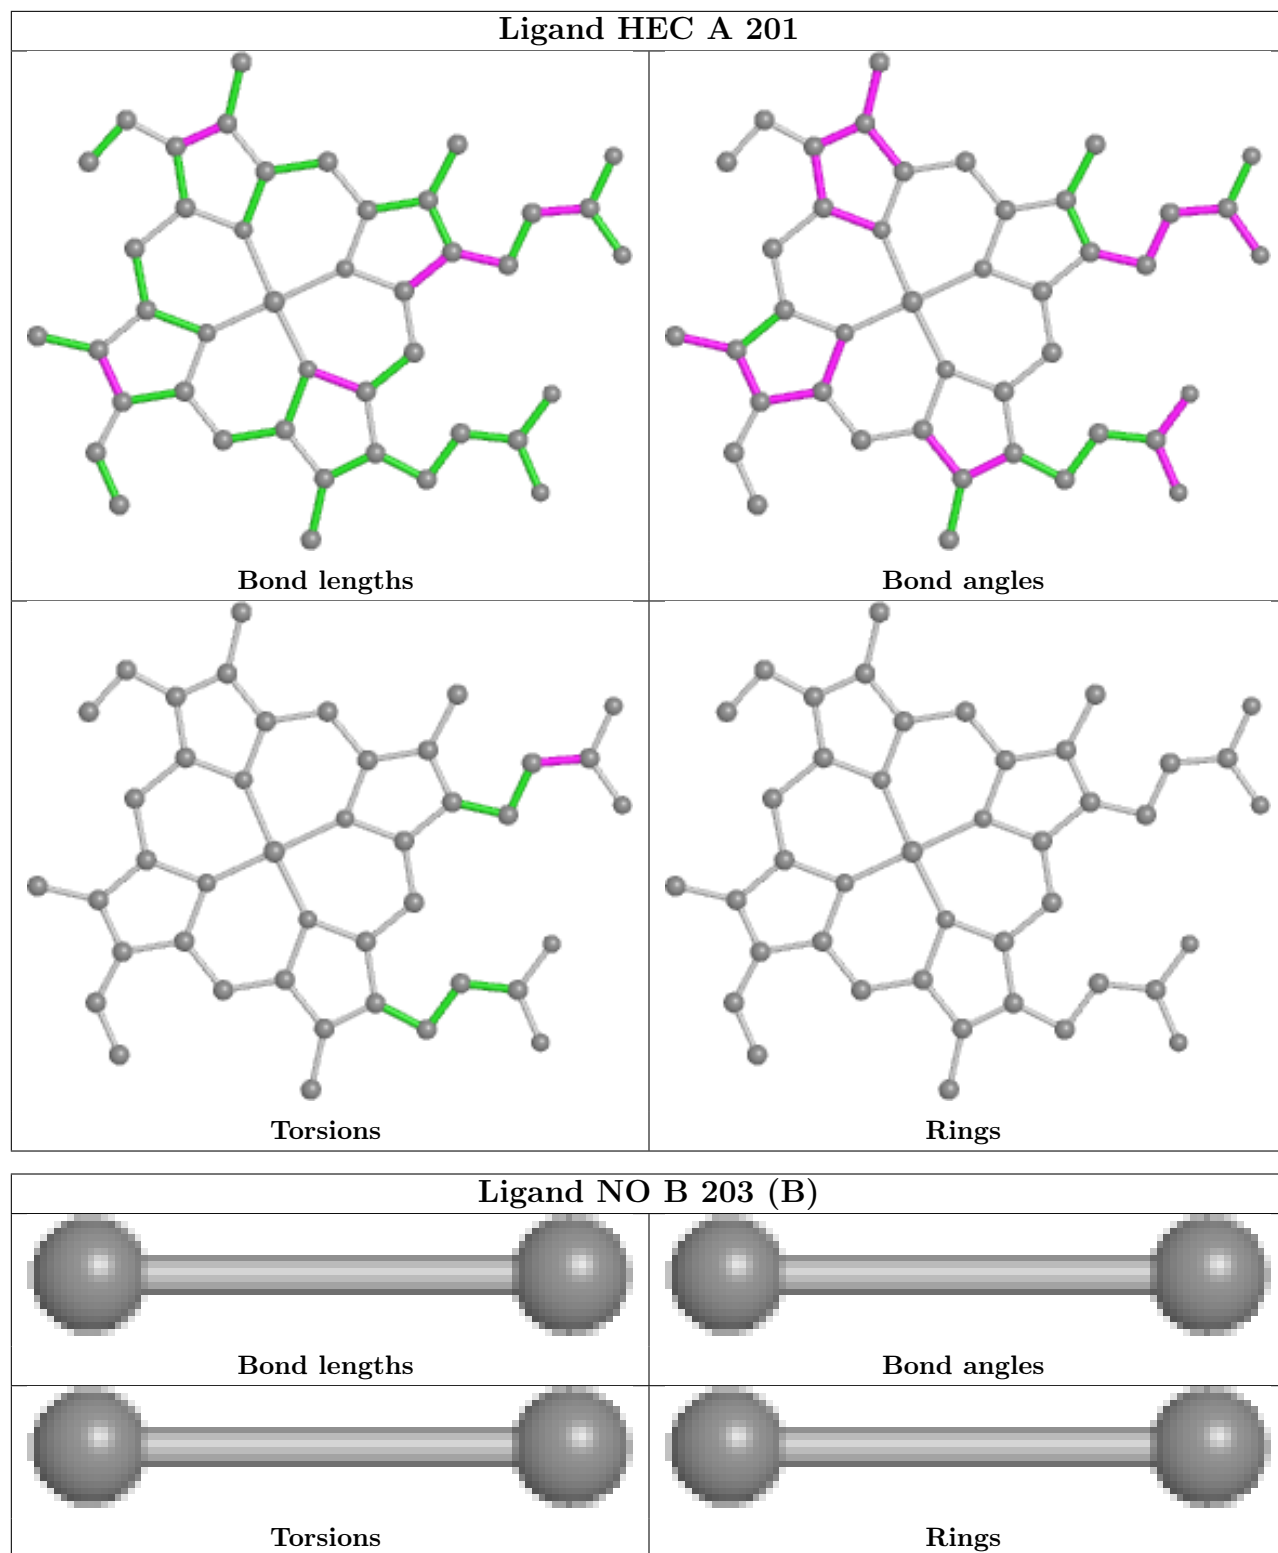 Ligand HEC A 201
Bond lengths
Bond angles
Torsions
Rings
Ligand NO B 203 (B)
Bond lengths
Bond angles
Torsions
Rings